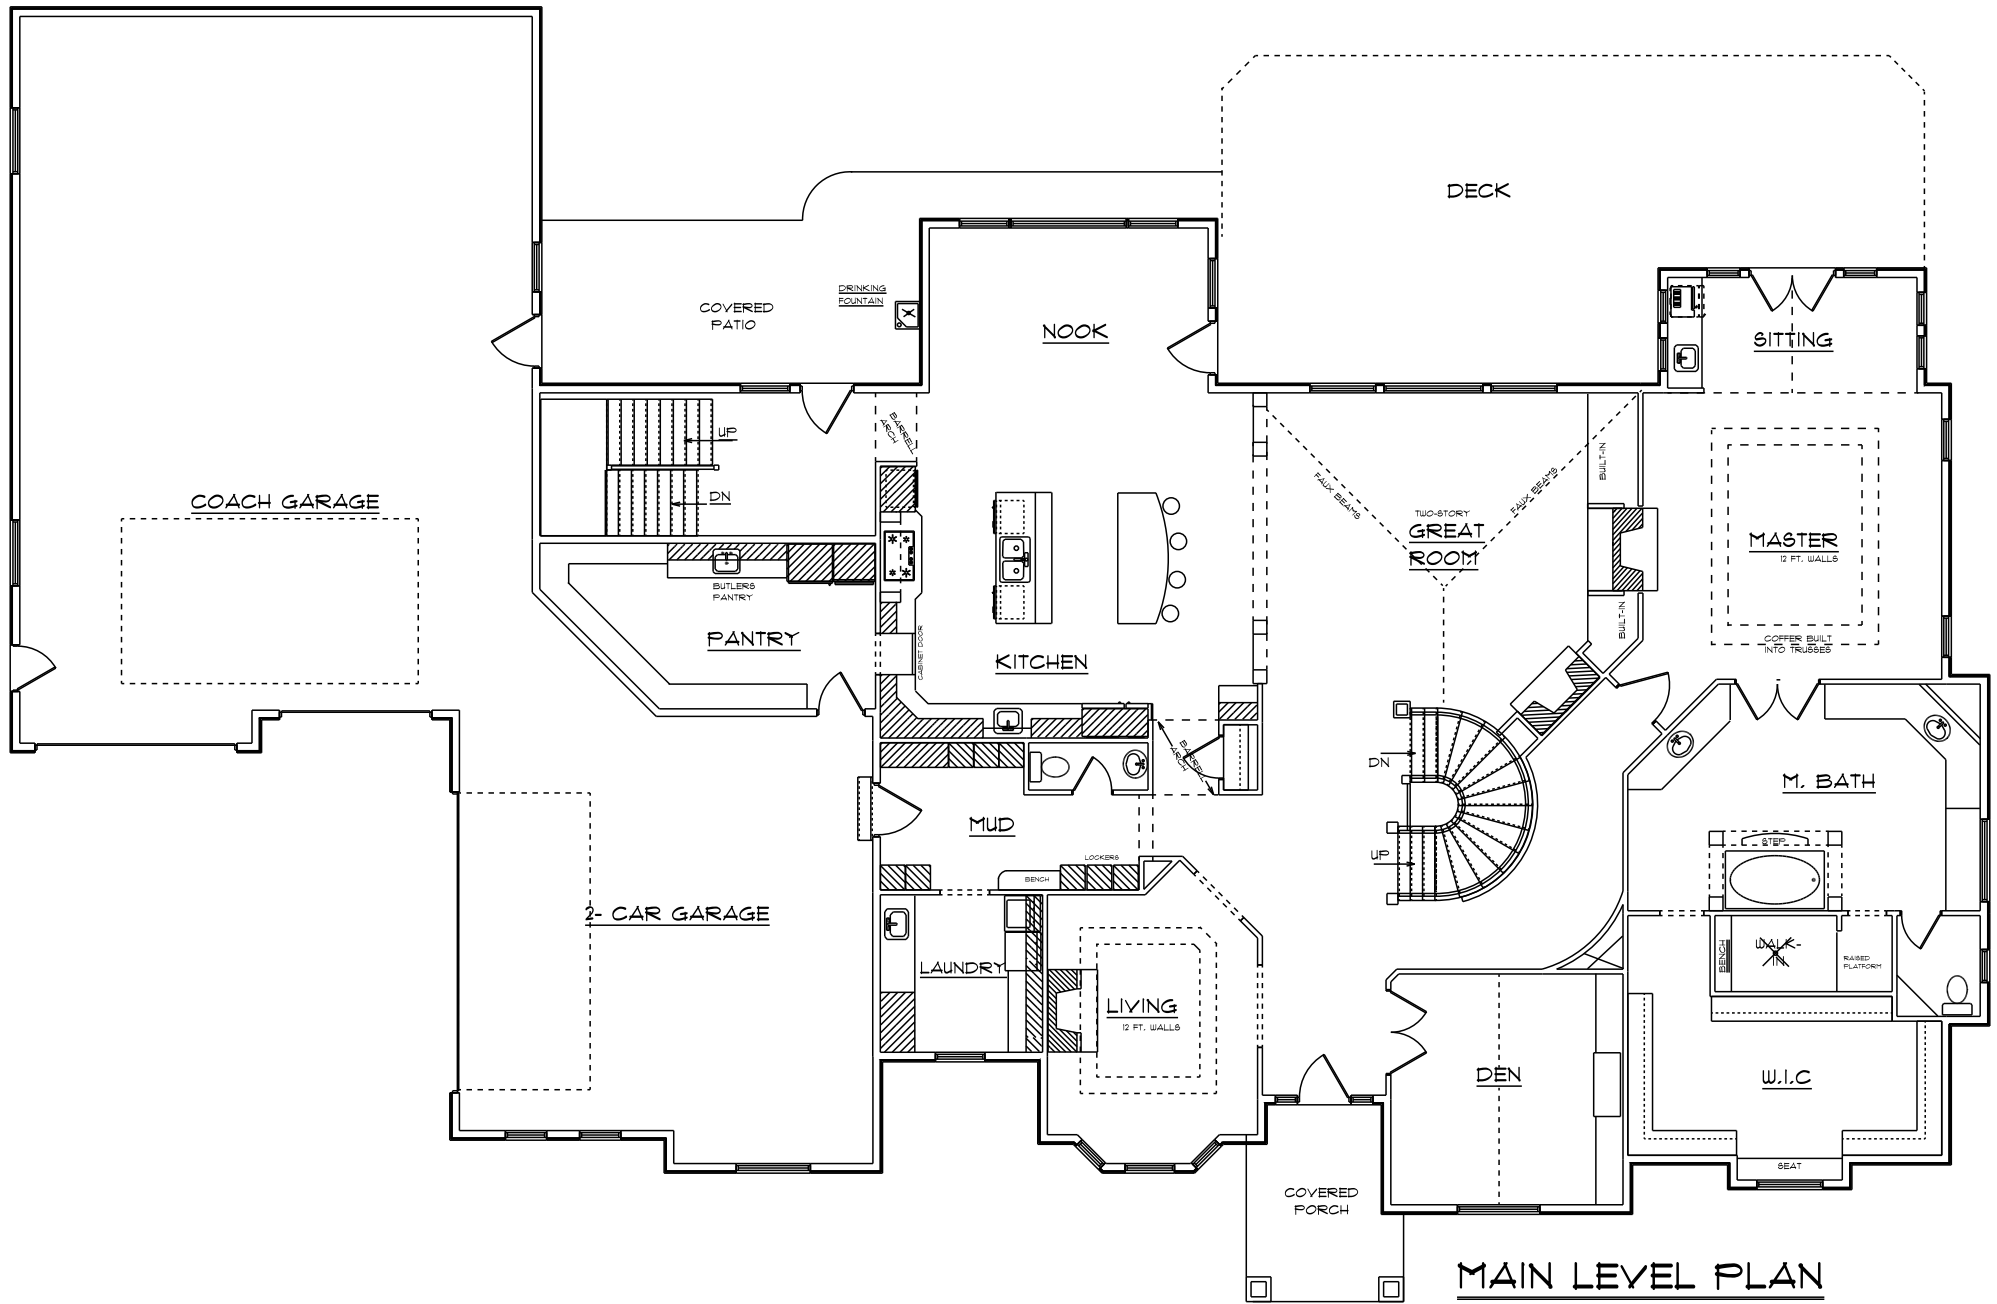 DECK
DRINKING
FOUNTAIN
COVERED
PATIO
NOOK
SITTING
BARREL
ARCH
UP
DN
COACH GARAGE
BUILT-IN
FAUX BEAMS
FAUX BEAMS
TWO-STORY
GREAT
ROOM
MASTER
12 FT. WALLS
BUTLERS
PANTRY
PANTRY
CABINET DOOR
KITCHEN
BUILT-IN
COFFER BUILT
INTO TRUSSES
BARREL
ARCH
DN
M. BATH
MUD
STEP
UP
LOCKERS
BENCH
2- CAR GARAGE
LAUNDRY
BENCH
WALK-
IN
RAISED
PLATFORM
LIVING
12 FT. WALLS
DEN
W.I.C
SEAT
COVERED
PORCH
MAIN LEVEL PLAN